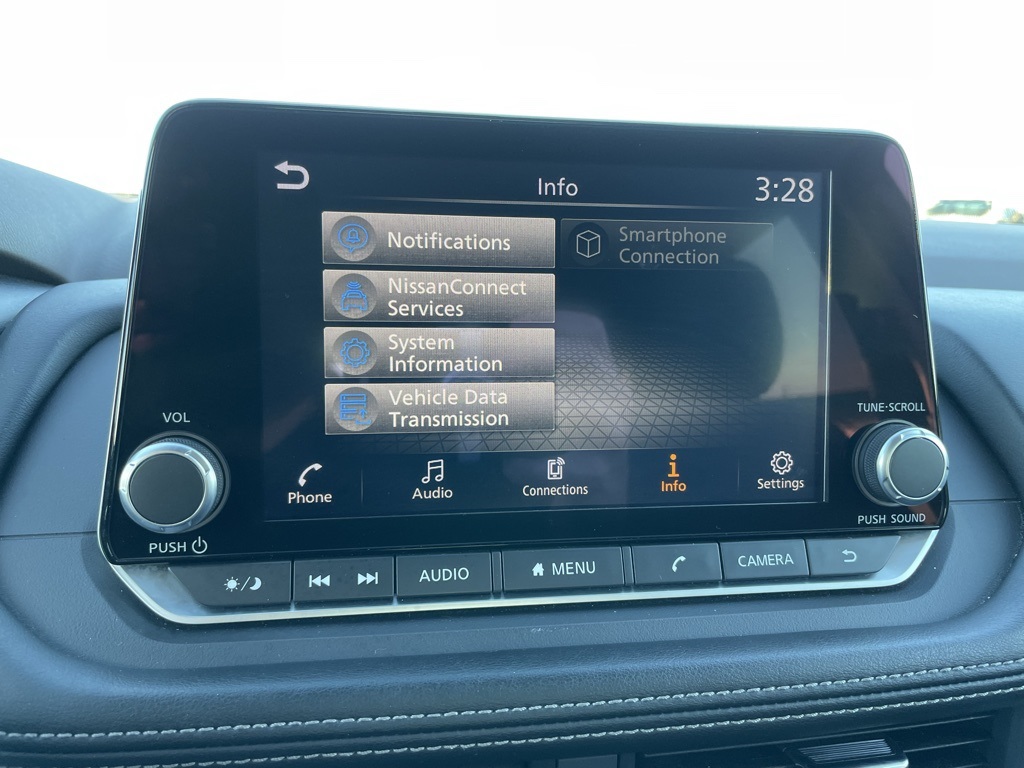 Info
3:28
Notifications
Smartphone
Connection
NissanConnect
Services
System
Information
Vehicle Data
Transmission
VOL
TUNE·SCROLL
Phone
Audio
Connections
Info
Settings
PUSH
PUSH SOUND
AUDIO
MENU
CAMERA